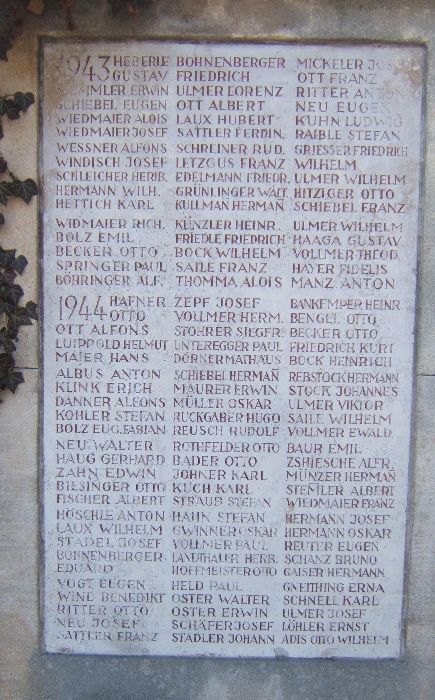 1943 HEBERLE BOHNENBERGER MICKELER JOSEF
GUSTAV FRIEDRICH OTT FRANZ
ERWIN ULMER LORENZ RITTER ANTON
SCHIEBEL EUGEN OTT ALBERT NEU EUGEN
WIEDMAIER ALOIS LAUX HUBERT KUHN LUDWIG
WIEDMAIER JOSEF SATTLER FERDIN. RAIBLE STEFAN
WESSNER ALFONS SCHREINER RUD. GRIESSER FRIEDRICH
WINDISCH JOSEF LETZGUS FRANZ WILHELM
SCHLEICHER HERIB. EDELMANN FRIEDR. ULMER WILHELM
HERMANN WILH. GRÜNLINGER WALT. HITZIGER OTTO
HETTICH KARL KULLMAN HERMAÑ SCHIEBEL FRANZ
WIDMAIER RICH. KÜNZLER HEINR. ULMER WILHELM
BOLZ EMIL FRIEDLE FRIEDRICH HAAGA GUSTAV
BECKER OTTO BOCK WILHELM VOLLMER THEOD.
SPRINGER PAUL SAILE FRANZ HAYER FIDELIS
BÖHRINGER ALF. THOMMA ALOIS MANZ ANTON
1944 HAFNER ZEPF JOSEF BANKEMPER HEINR.
OTTO VOLLMER HERM. BENGEL OTTO
OTT ALFONS STÖHRER SIEGFR. BECKER OTTO
LUIPPOLD HELMUT UNTEREGGER PAUL FRIEDRICH KURT
MAIER HANS DÖRNER MATHÄUS BOCK HEINRICH
ALBUS ANTON SCHIEBEL HERMAÑ REBSTOCK HERMANN
KLINK ERICH MAURER ERWIN STOCK JOHANNES
DANNER ALFONS MÜLLER OSKAR ULMER VIKTOR
KOHLER STEFAN RUCKGABER HUGO SAILE WILHELM
BOLZ EUG. FABIAN REUSCH RUDOLF VOLLMER EWALD
NEU WALTER ROTHFELDER OTTO BAUR EMIL
HAUG GERHARD BADER OTTO ZSHIESCHE ALFR.
ZAHN EDWIN JOHNER KARL MÜNZER HERMAÑ
BIESINGER OTTO KUCH KARL STEMLER ALBERT
FISCHER ALBERT STRAUB STEFAN WIEDMAIER FRANZ
HÖSCHLE ANTON HAHN STEFAN HERMANN JOSEF
LAUX WILHELM GWINNER OSKAR HERMANN OSKAR
STADEL JOSEF VOLLMER PAUL REUTER EUGEN
BOHNENBERGER LANDTHALER HERR. SCHANZ BRUNO
EDUARD HOFFMEISTER OTTO GAISER HERMANN
VOGT EUGEN HELD PAUL GNEITHING ERNA
WIND BENEDIKT OSTER WALTER SCHNELL KARL
RITTER OTTO OSTER ERWIN ULMER JOSEF
NEU JOSEF SCHÄFER JOSEF LÖHLER ERNST
SATTLER FRANZ STADLER JOHANN ADIS OTTO WILHELM